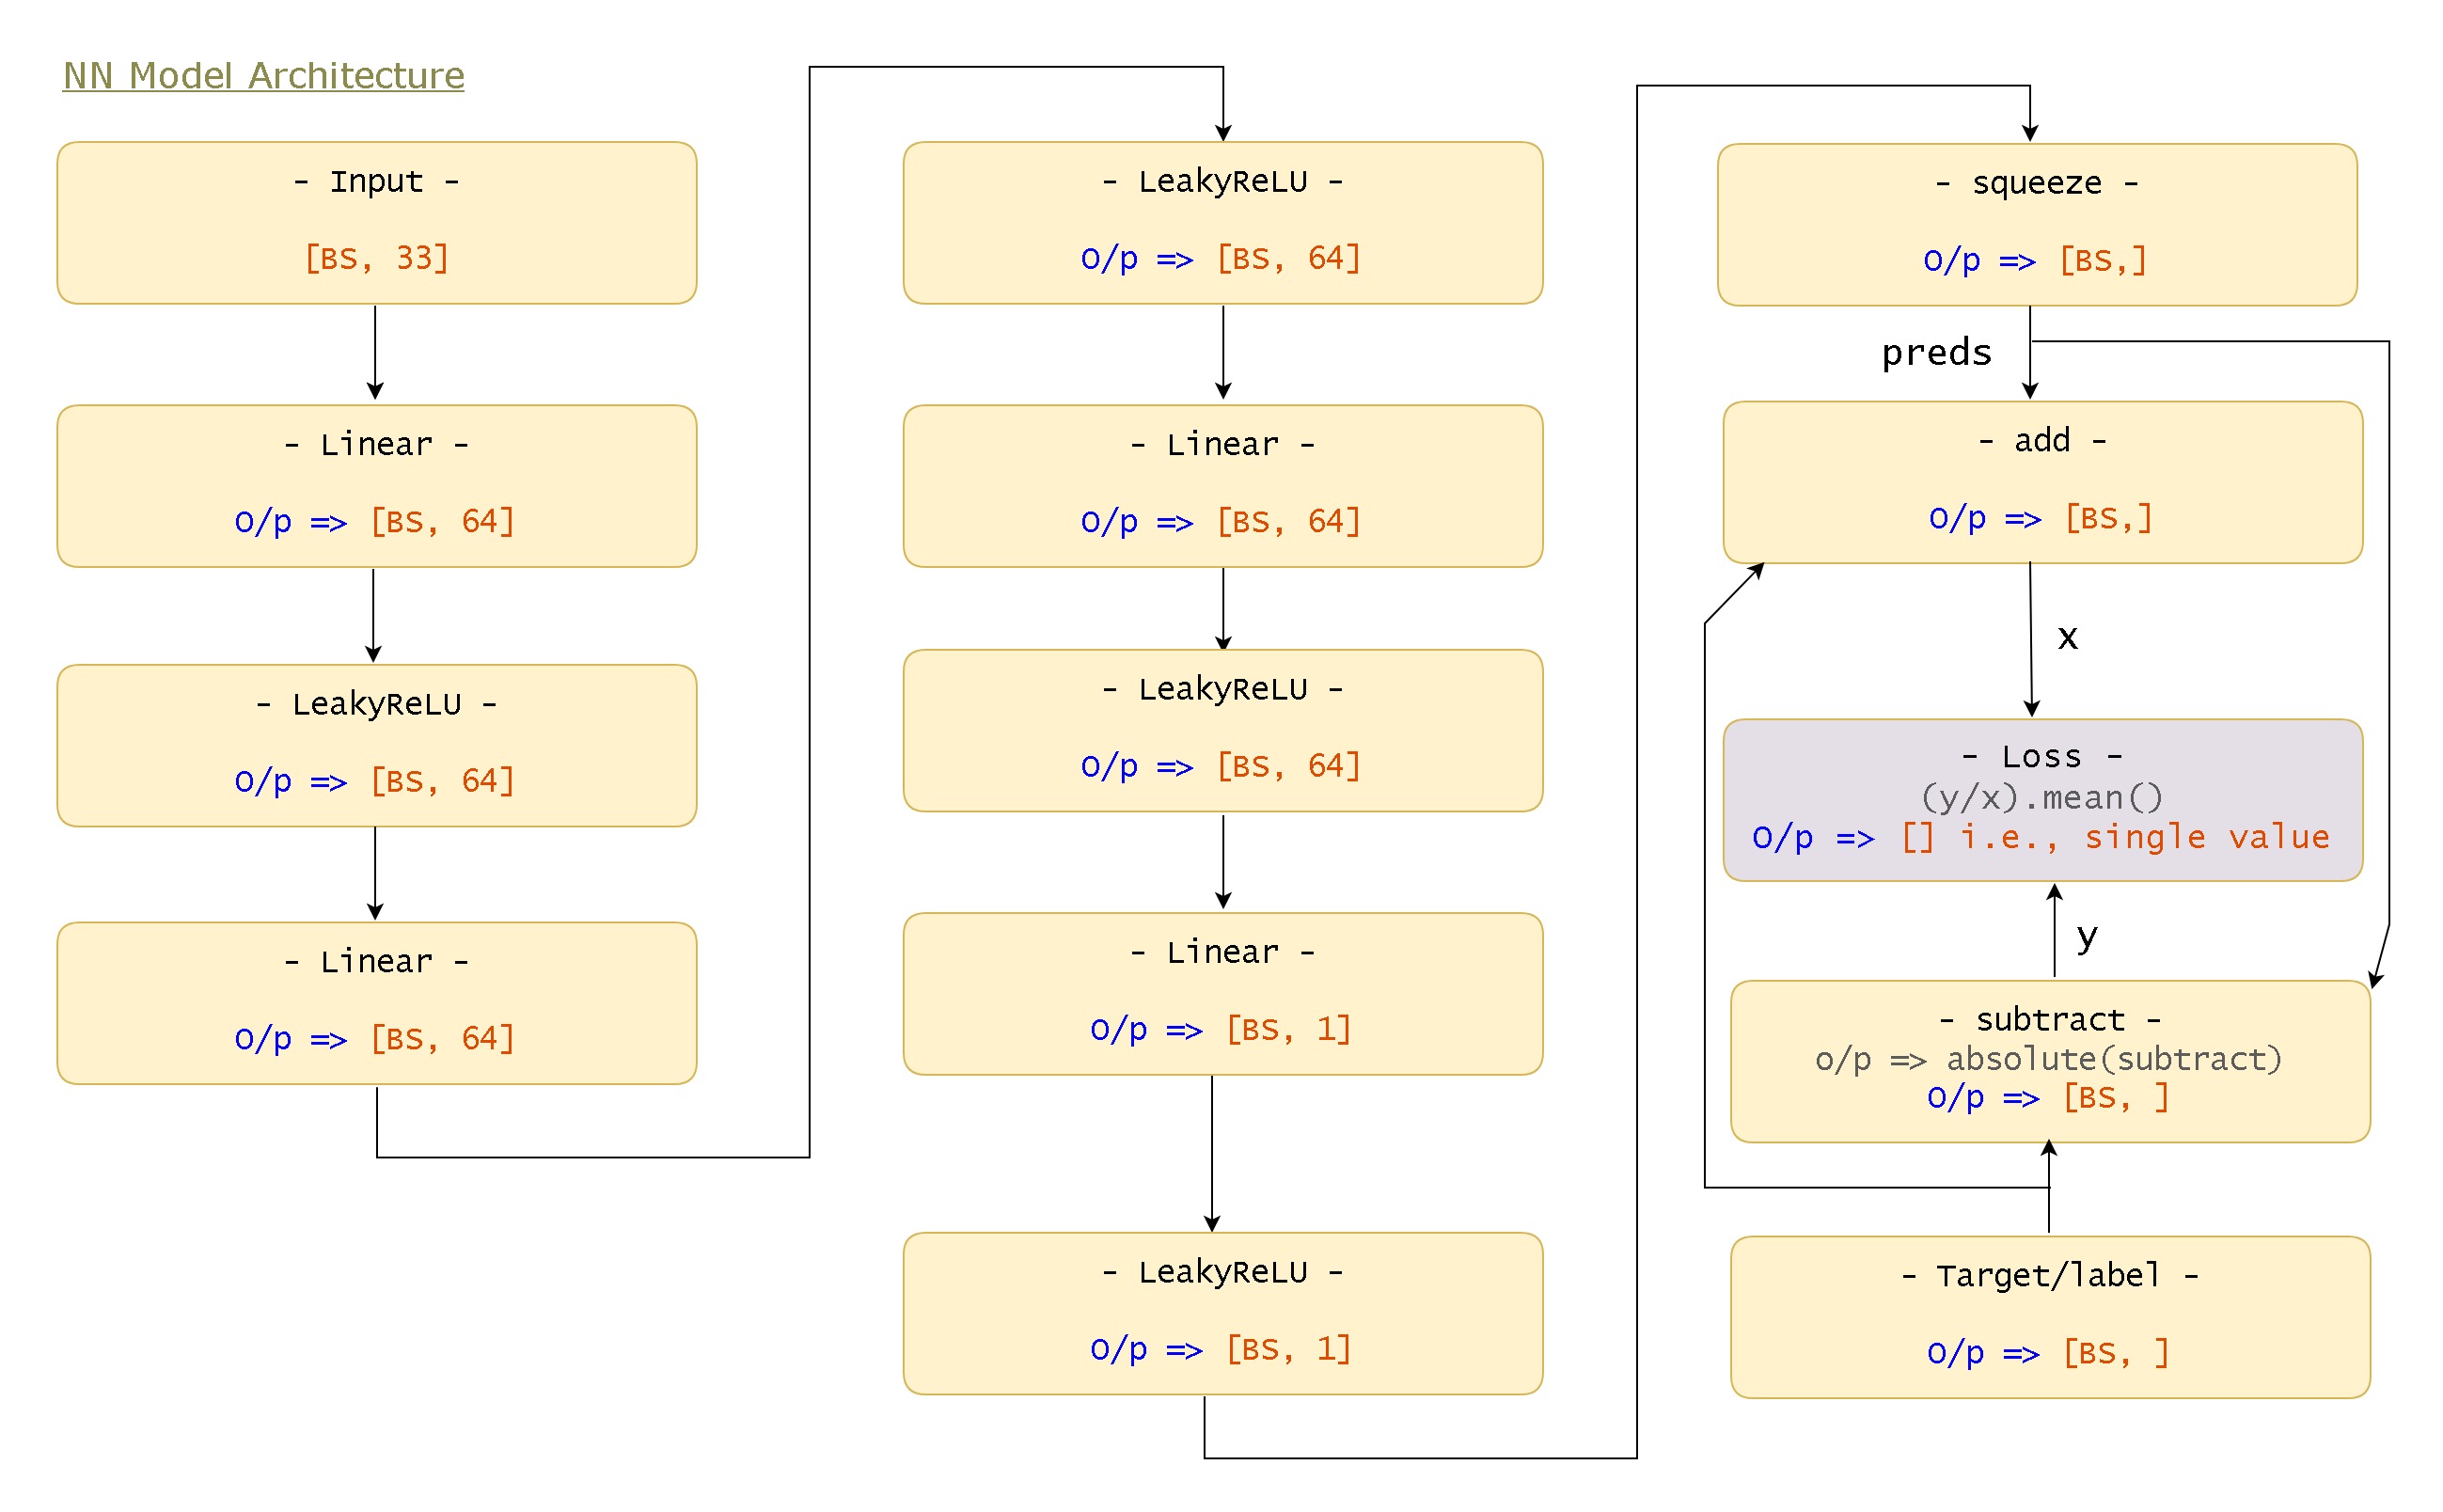 NN Model Architecture
- Input -
[BS, 33]
- Linear -
O/p => [BS, 64]
- LeakyReLU -
O/p => [BS, 64]
- Linear -
O/p => [BS, 64]
- LeakyReLU -
O/p => [BS, 64]
- Linear -
O/p => [BS, 64]
- LeakyReLU -
O/p => [BS, 64]
- Linear -
O/p => [BS, 1]
- LeakyReLU -
O/p => [BS, 1]
- squeeze -
O/p => [BS,]
preds
- add -
O/p => [BS,]
x
- Loss -
(y/x).mean()
O/p => [] i.e., single value
y
- subtract -
o/p => absolute(subtract)
O/p => [BS, ]
- Target/label -
O/p => [BS, ]